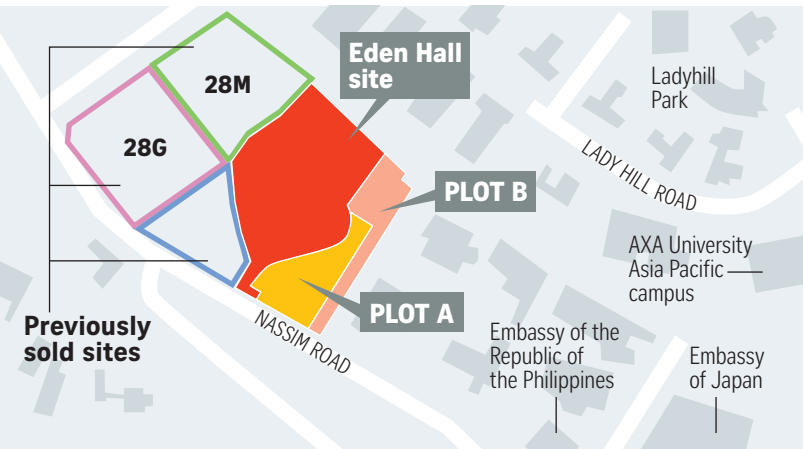 28M
28G
Eden Hall
site
Ladyhill
Park
LADY HILL ROAD
PLOT B
AXA University
Asia Pacific
campus
PLOT A
Previously
sold sites
NASSIM ROAD
Embassy of the
Republic of
the Philippines
Embassy
of Japan